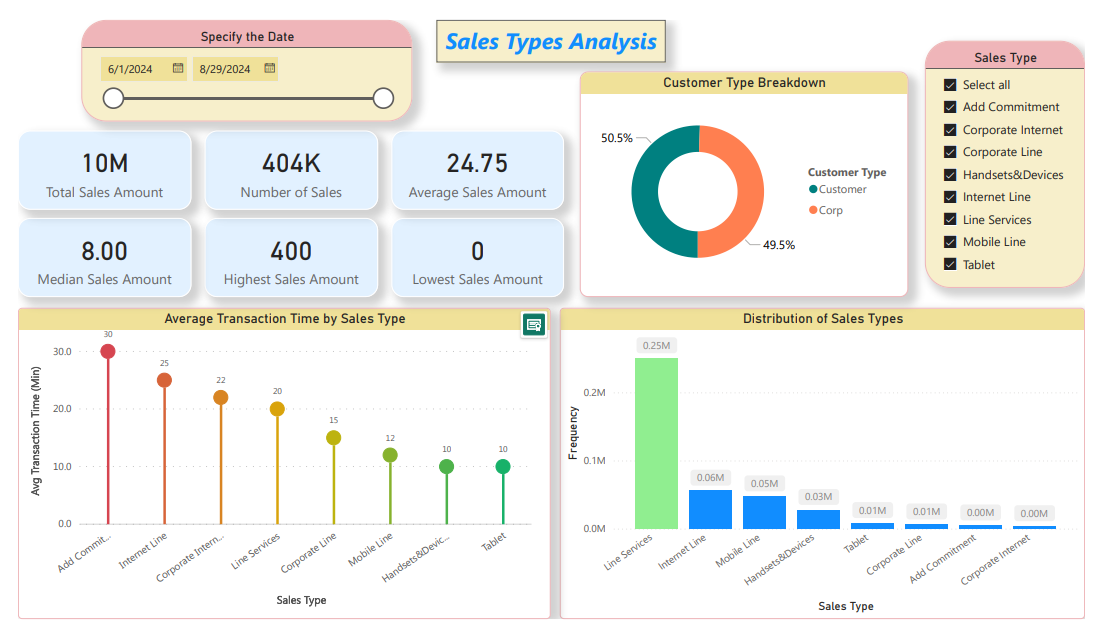 Specify the Date
6/1/2024
8/29/2024
Sales Types Analysis
Sales Type
Select all
Add Commitment
Corporate Internet
Corporate Line
Handsets&Devices
Internet Line
Line Services
Mobile Line
Tablet
10M
Total Sales Amount
404K
Number of Sales
24.75
Average Sales Amount
8.00
Median Sales Amount
400
Highest Sales Amount
0
Lowest Sales Amount
Customer Type Breakdown
50.5%
49.5%
Customer Type
Customer
Corp
Average Transaction Time by Sales Type
Avg Transaction Time (Min)
30.0
20.0
10.0
0.0
30
25
22
20
15
12
10
10
Add Commit...
Internet Line
Corporate Intern...
Line Services
Corporate Line
Mobile Line
Handsets&Devic...
Tablet
Sales Type
Distribution of Sales Types
Frequency
0.2M
0.1M
0.0M
0.25M
0.06M
0.05M
0.03M
0.01M
0.01M
0.00M
0.00M
Line Services
Internet Line
Mobile Line
Handsets&Devices
Tablet
Corporate Line
Add Commitment
Corporate Internet
Sales Type